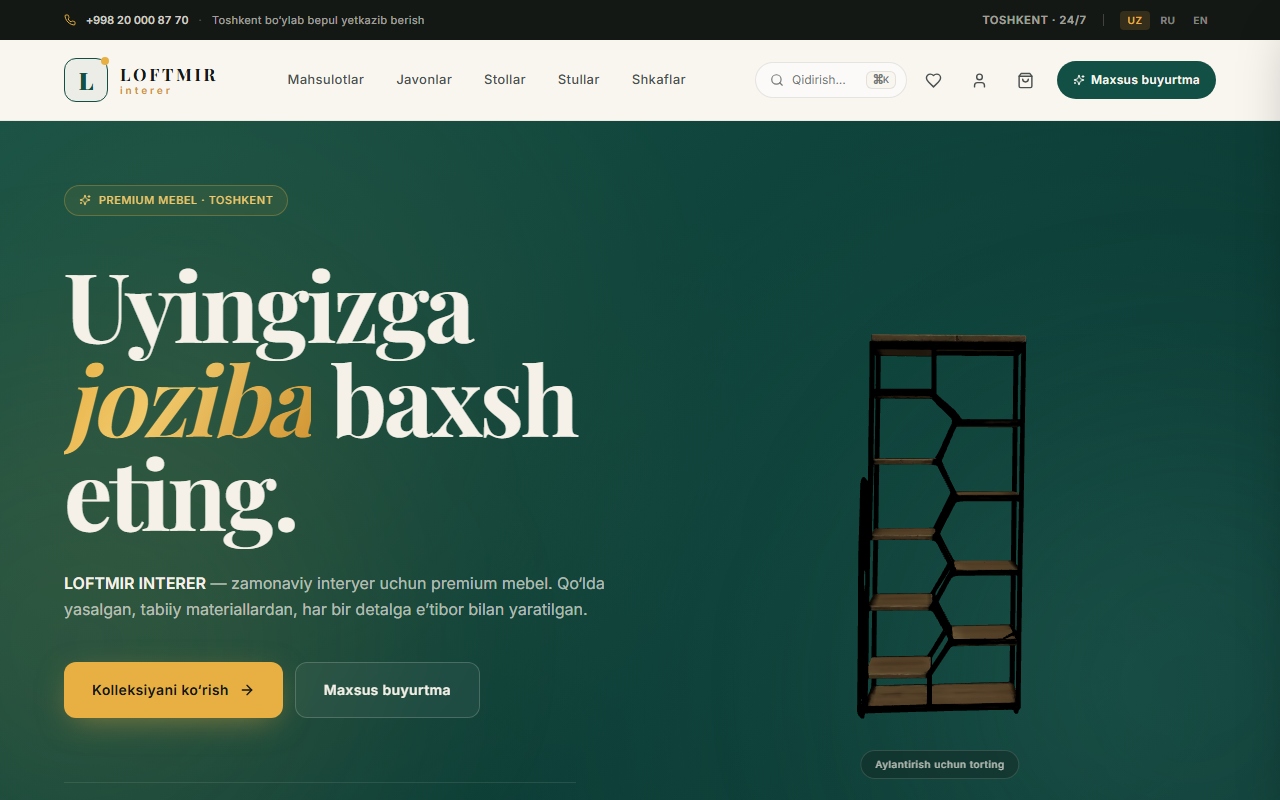 +998 20 000 87 70 · Toshkent bo‘ylab bepul yetkazib berish
TOSHKENT · 24/7 UZ RU EN
L LOFTMIR
interer
Mahsulotlar Javonlar Stollar Stullar Shkaflar
Qidirish... ⌘K
Maxsus buyurtma
PREMIUM MEBEL · TOSHKENT
Uyingizga
joziba baxsh
eting.
LOFTMIR INTERER — zamonaviy interyer uchun premium mebel. Qo‘lda
yasalgan, tabiiy materiallardan, har bir detalga e’tibor bilan yaratilgan.
Kolleksiyani ko‘rish →
Maxsus buyurtma
Aylantirish uchun torting